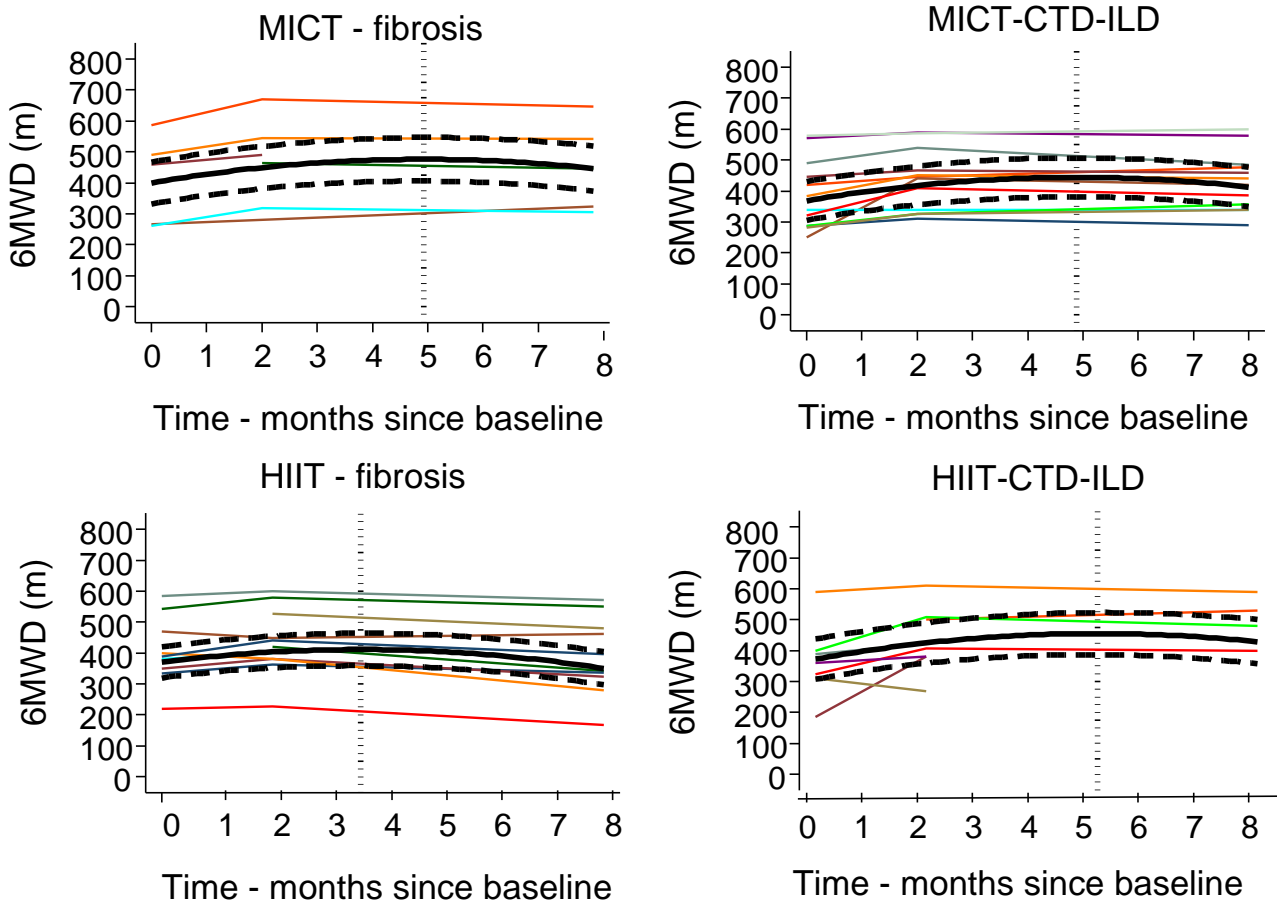 MICT - fibrosis
6MWD (m)
800
700
600
500
400
300
200
100
0
0 1 2 3 4 5 6 7 8
Time - months since baseline
MICT-CTD-ILD
6MWD (m)
800
700
600
500
400
300
200
100
0
0 1 2 3 4 5 6 7 8
Time - months since baseline
HIIT - fibrosis
6MWD (m)
800
700
600
500
400
300
200
100
0
0 1 2 3 4 5 6 7 8
Time - months since baseline
HIIT-CTD-ILD
6MWD (m)
800
700
600
500
400
300
200
100
0
0 1 2 3 4 5 6 7 8
Time - months since baseline